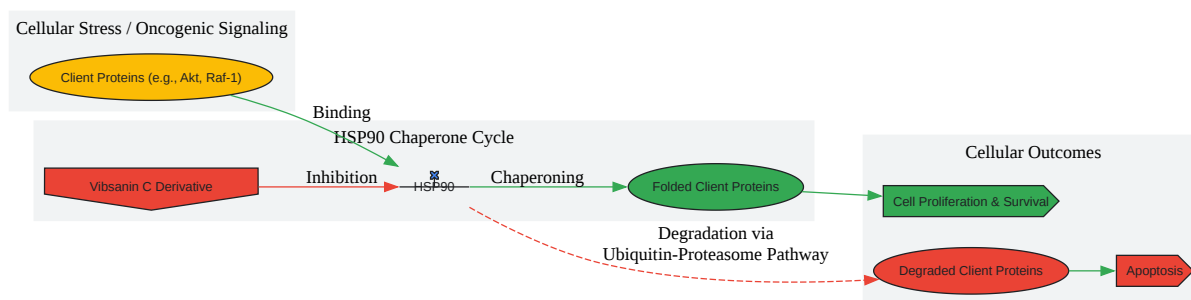 Cellular Stress / Oncogenic Signaling
Client Proteins (e.g., Akt, Raf-1)
Binding
HSP90 Chaperone Cycle
Vibsanin C Derivative
Inhibition
HSP90
Chaperoning
Folded Client Proteins
Cellular Outcomes
Cell Proliferation & Survival
Degradation via
Ubiquitin-Proteasome Pathway
Degraded Client Proteins
Apoptosis